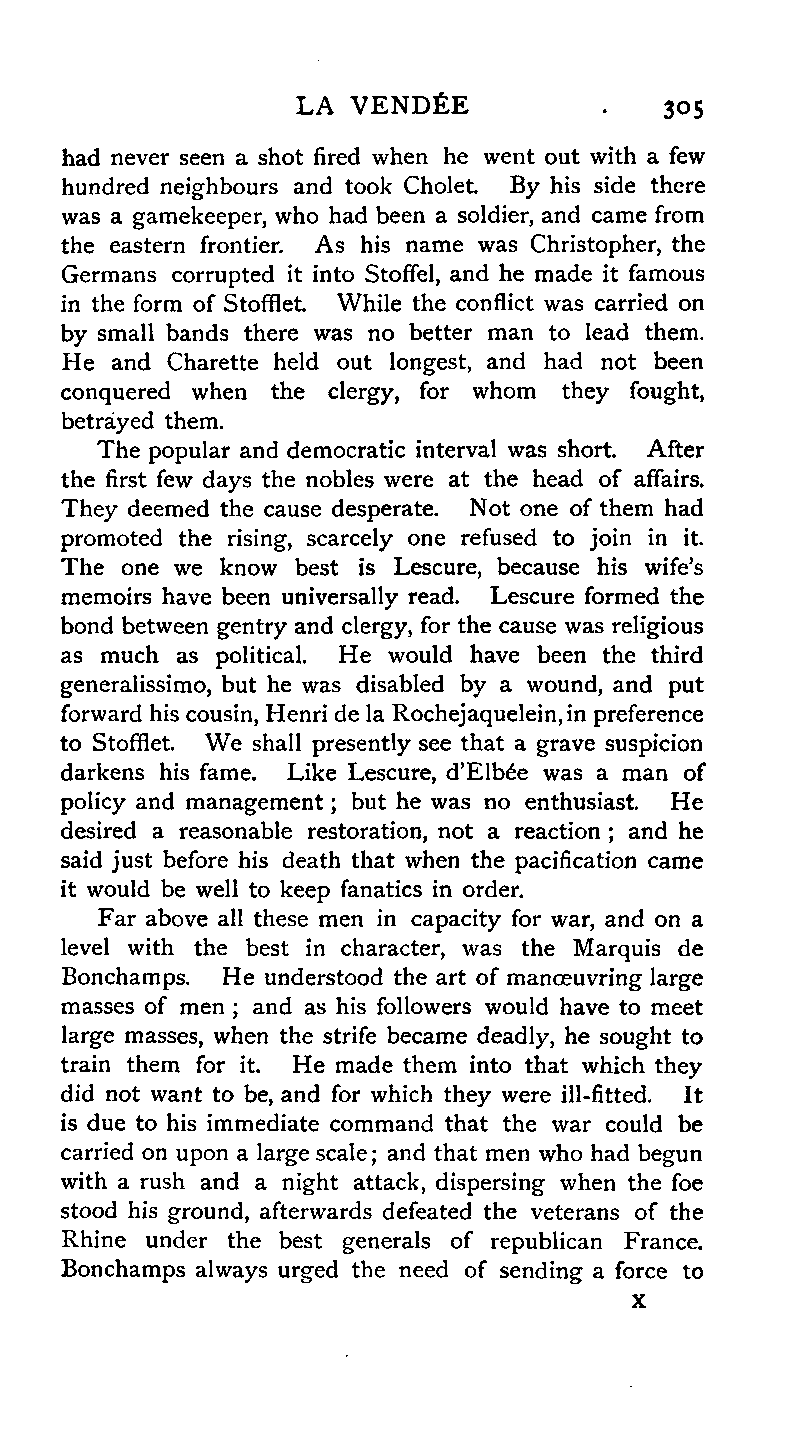 LA VENDÉE . 305
had never seen a shot fired when he went out with a few
hundred neighbours and took Cholet. By his side there
was a gamekeeper, who had been a soldier, and came from
the eastern frontier. As his name was Christopher, the
Germans corrupted it into Stoffel, and he made it famous
in the form of Stofflet. While the conflict was carried on
by small bands there was no better man to lead them.
He and Charette held out longest, and had not been
conquered when the clergy, for whom they fought,
betrayed them.
The popular and democratic interval was short. After
the first few days the nobles were at the head of affairs.
They deemed the cause desperate. Not one of them had
promoted the rising, scarcely one refused to join in it.
The one we know best is Lescure, because his wife's
memoirs have been universally read. Lescure formed the
bond between gentry and clergy, for the cause was religious
as much as political. He would have been the third
generalissimo, but he was disabled by a wound, and put
forward his cousin, Henri de la Rochejaquelein, in preference
to Stofflet. We shall presently see that a grave suspicion
darkens his fame. Like Lescure, d'Elbée was a man of
policy and management; but he was no enthusiast. He
desired a reasonable restoration, not a reaction; and he
said just before his death that when the pacification came
it would be well to keep fanatics in order.
Far above all these men in capacity for war, and on a
level with the best in character, was the Marquis de
Bonchamps. He understood the art of manœuvring large
masses of men; and as his followers would have to meet
large masses, when the strife became deadly, he sought to
train them for it. He made them into that which they
did not want to be, and for which they were ill-fitted. It
is due to his immediate command that the war could be
carried on upon a large scale; and that men who had begun
with a rush and a night attack, dispersing when the foe
stood his ground, afterwards defeated the veterans of the
Rhine under the best generals of republican France.
Bonchamps always urged the need of sending a force to
X